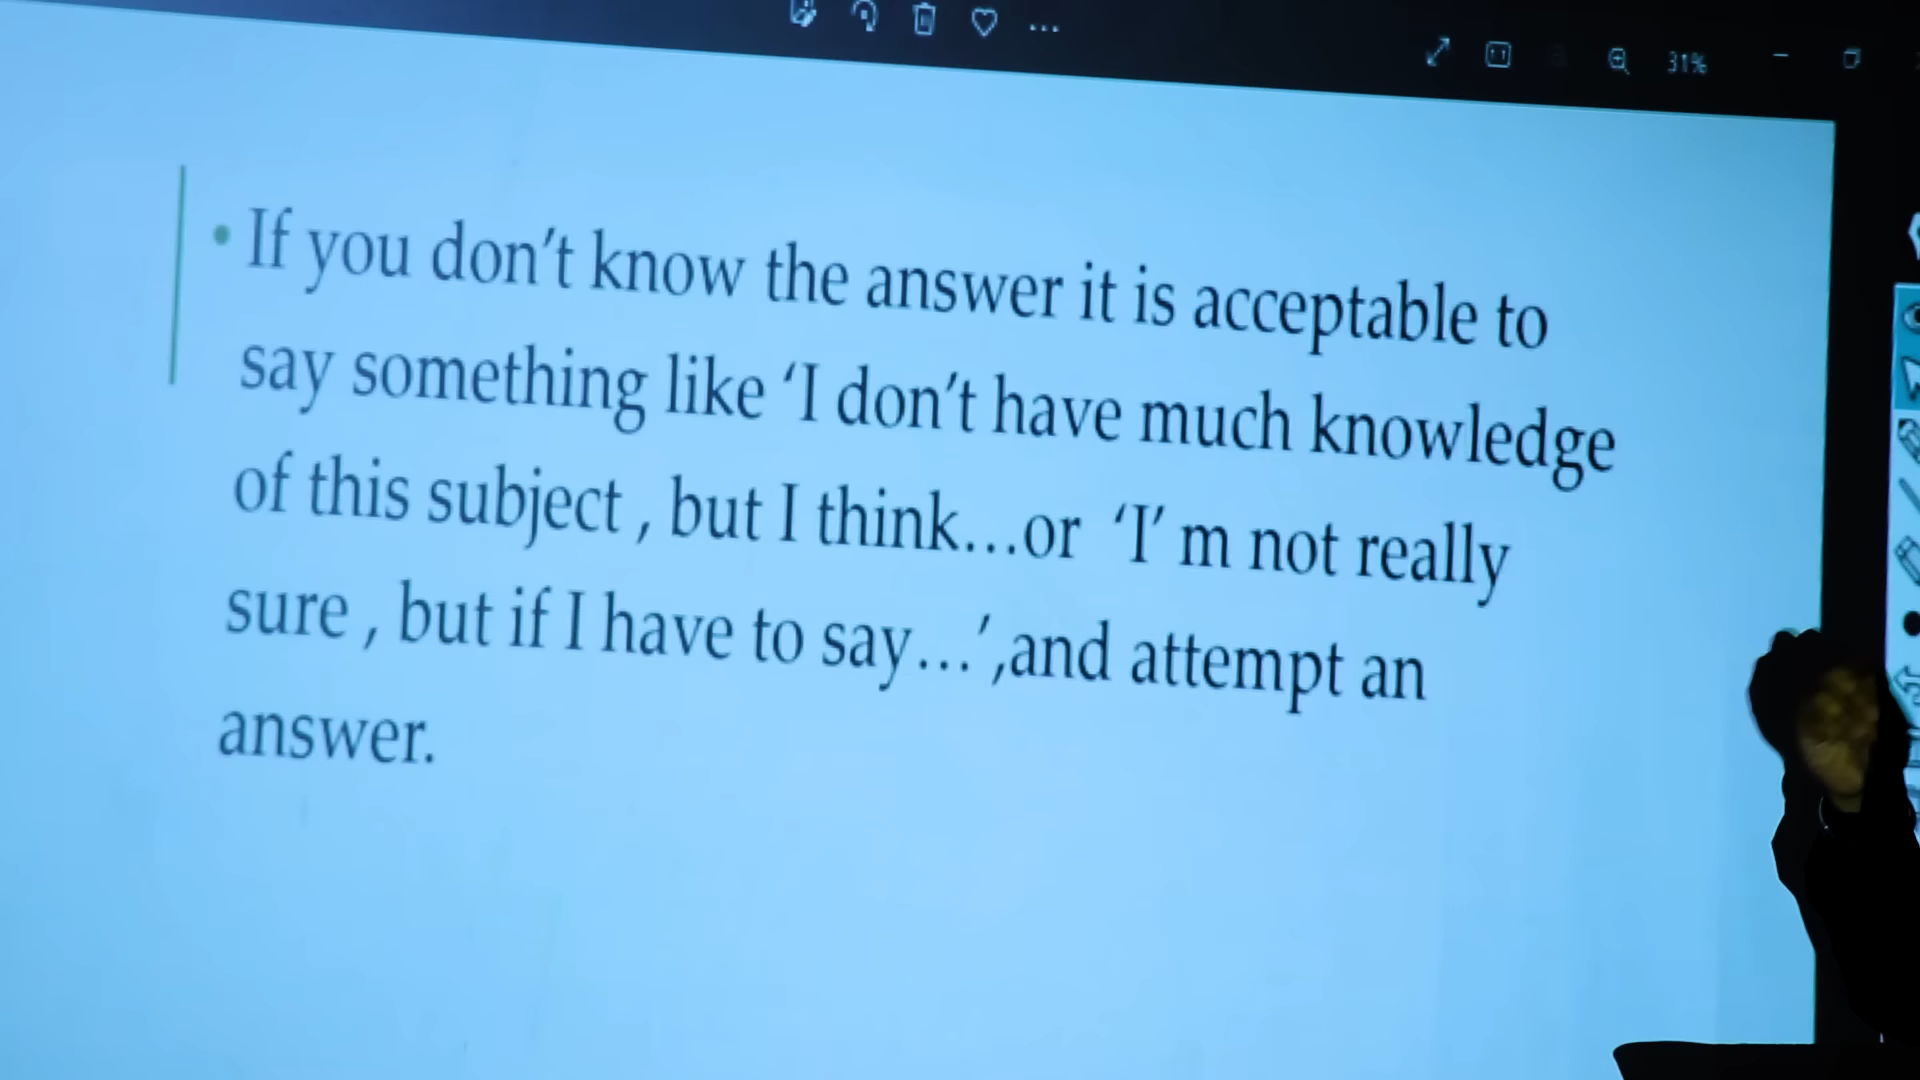 31%
• If you don't know the answer it is acceptable to
say something like 'I don't have much knowledge
of this subject , but I think...or 'I' m not really
sure , but if I have to say...',and attempt an
answer.